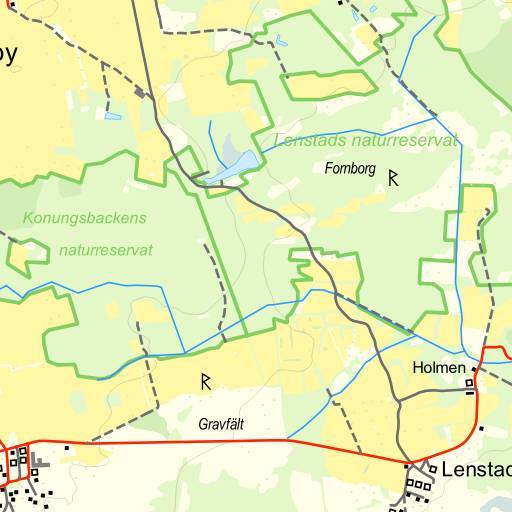 by
Lenstads naturreservat
Fornborg
Konungsbackens
naturreservat
Holmen
Gravfält
Lenstad